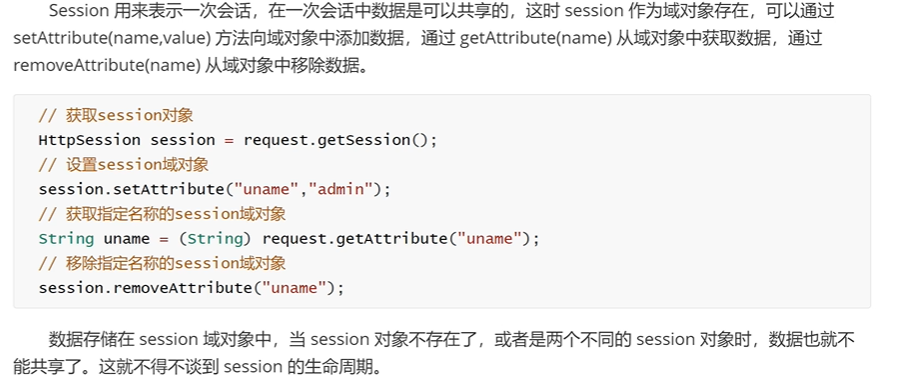 Session 用来表示一次会话，在一次会话中数据是可以共享的，这时 session 作为域对象存在，可以通过
setAttribute(name,value) 方法向域对象中添加数据，通过 getAttribute(name) 从域对象中获取数据，通过
removeAttribute(name) 从域对象中移除数据。
// 获取session对象
HttpSession session = request.getSession();
// 设置session域对象
session.setAttribute("uname","admin");
// 获取指定名称的session域对象
String uname = (String) request.getAttribute("uname");
// 移除指定名称的session域对象
session.removeAttribute("uname");
数据存储在 session 域对象中，当 session 对象不存在了，或者是两个不同的 session 对象时，数据也就不
能共享了。这就不得不谈到 session 的生命周期。